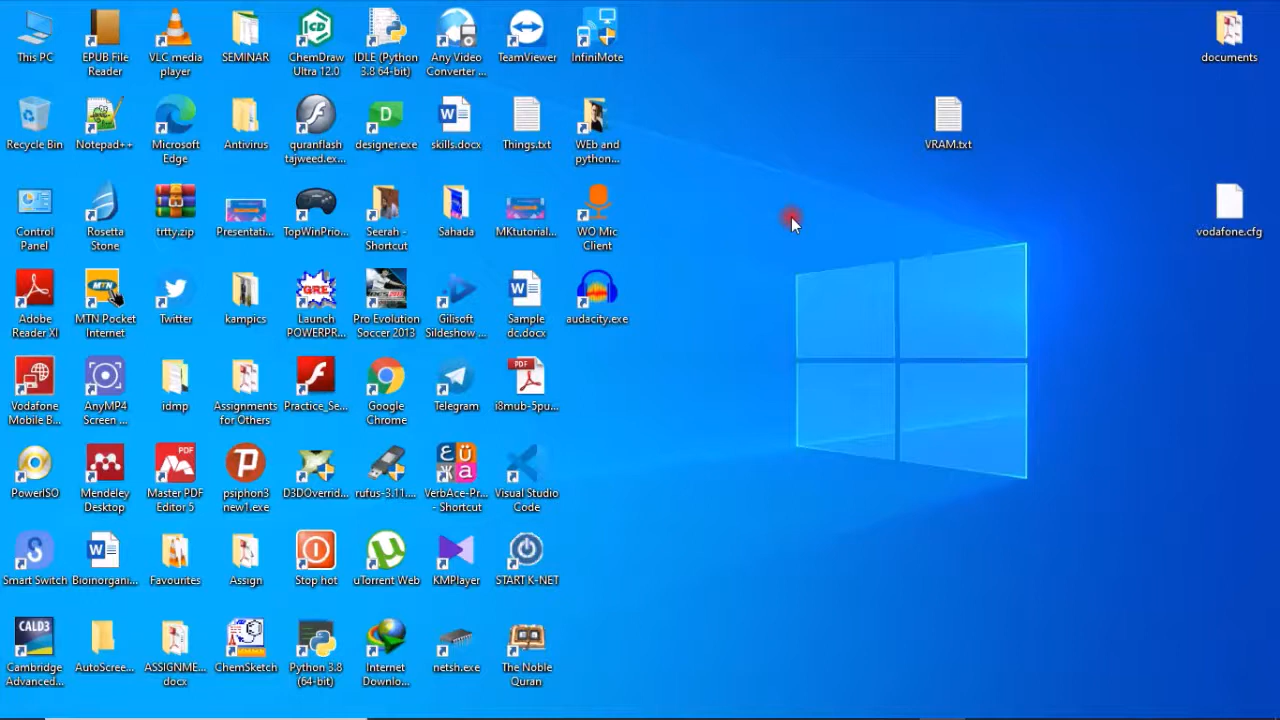 This PC
EPUB File
Reader
VLC media
player
SEMINAR
ChemDraw
Ultra 12.0
IDLE (Python
3.8 64-bit)
Any Video
Converter ...
TeamViewer
InfiniMote
documents
Recycle Bin
Notepad++
Microsoft
Edge
Antivirus
quranflash
tajweed.ex...
designer.exe
skills.docx
Things.txt
WEb and
python...
VRAM.txt
Control
Panel
Rosetta
Stone
trtty.zip
Presentati...
TopWinPrio...
Seerah -
Shortcut
Sahada
MKtutorial...
WO Mic
Client
vodafone.cfg
Adobe
Reader XI
MTN Pocket
Internet
Twitter
kampics
Launch
POWERPR...
Pro Evolution
Soccer 2013
Gilisoft
Slideshow ...
Sample
dc.docx
audacity.exe
Vodafone
Mobile B...
AnyMP4
Screen ...
idmp
Assignments
for Others
Practice_Se...
Google
Chrome
Telegram
i8mub-5pu...
PowerISO
Mendeley
Desktop
Master PDF
Editor 5
psiphon3
new1.exe
D3DOverrid...
rufus-3.11....
VerbAce-Pr...
- Shortcut
Visual Studio
Code
Smart Switch
Bioinorgani...
Favourites
Assign
Stop hot
uTorrent Web
KMPlayer
START K-NET
Cambridge
Advanced...
AutoScree...
ASSIGNME...
docx
ChemSketch
Python 3.8
(64-bit)
Internet
Downlo...
netsh.exe
The Noble
Quran